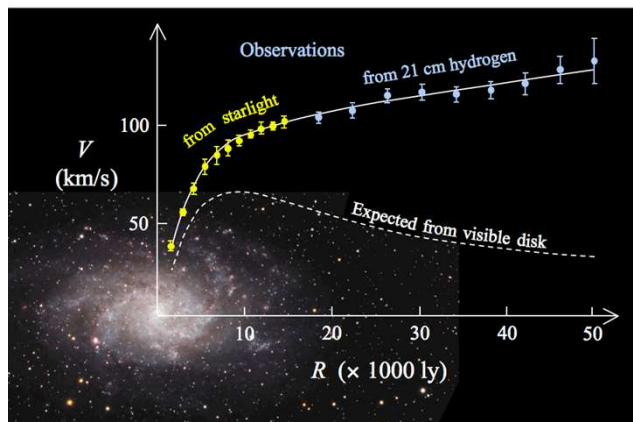 Observations
from starlight
from 21 cm hydrogen
100
V
(km/s)
50
Expected from visible disk
10
20
30
40
50
R (× 1000 ly)